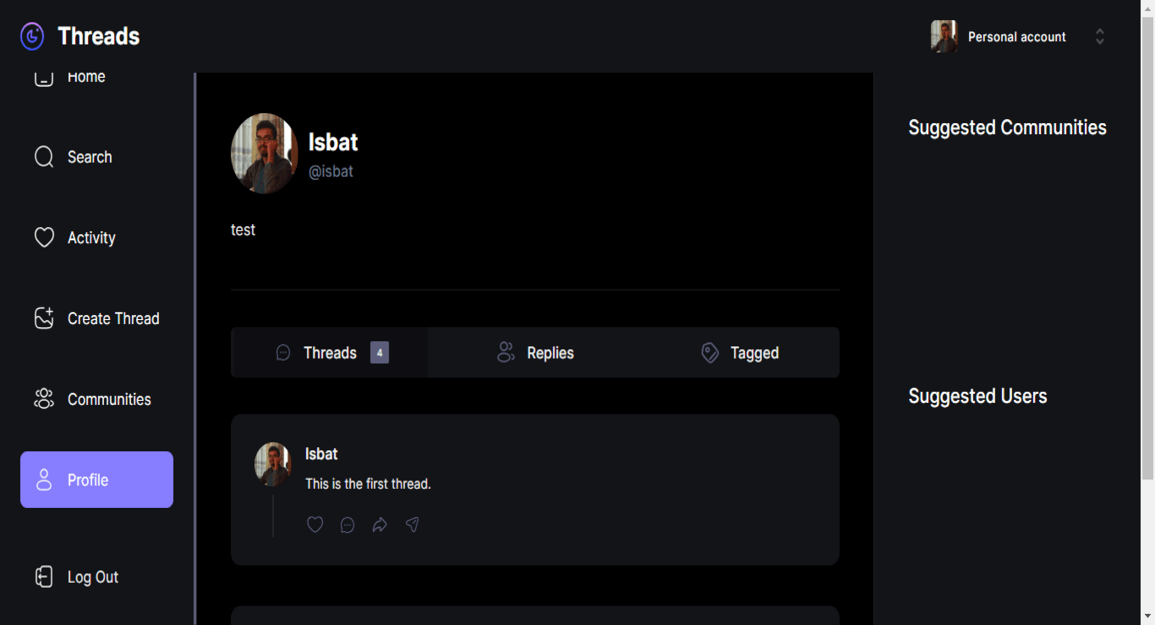 Threads
Personal account
Home
Search
Activity
Create Thread
Communities
Profile
Log Out
Isbat
@isbat
test
Threads 4
Replies
Tagged
Isbat
This is the first thread.
Suggested Communities
Suggested Users